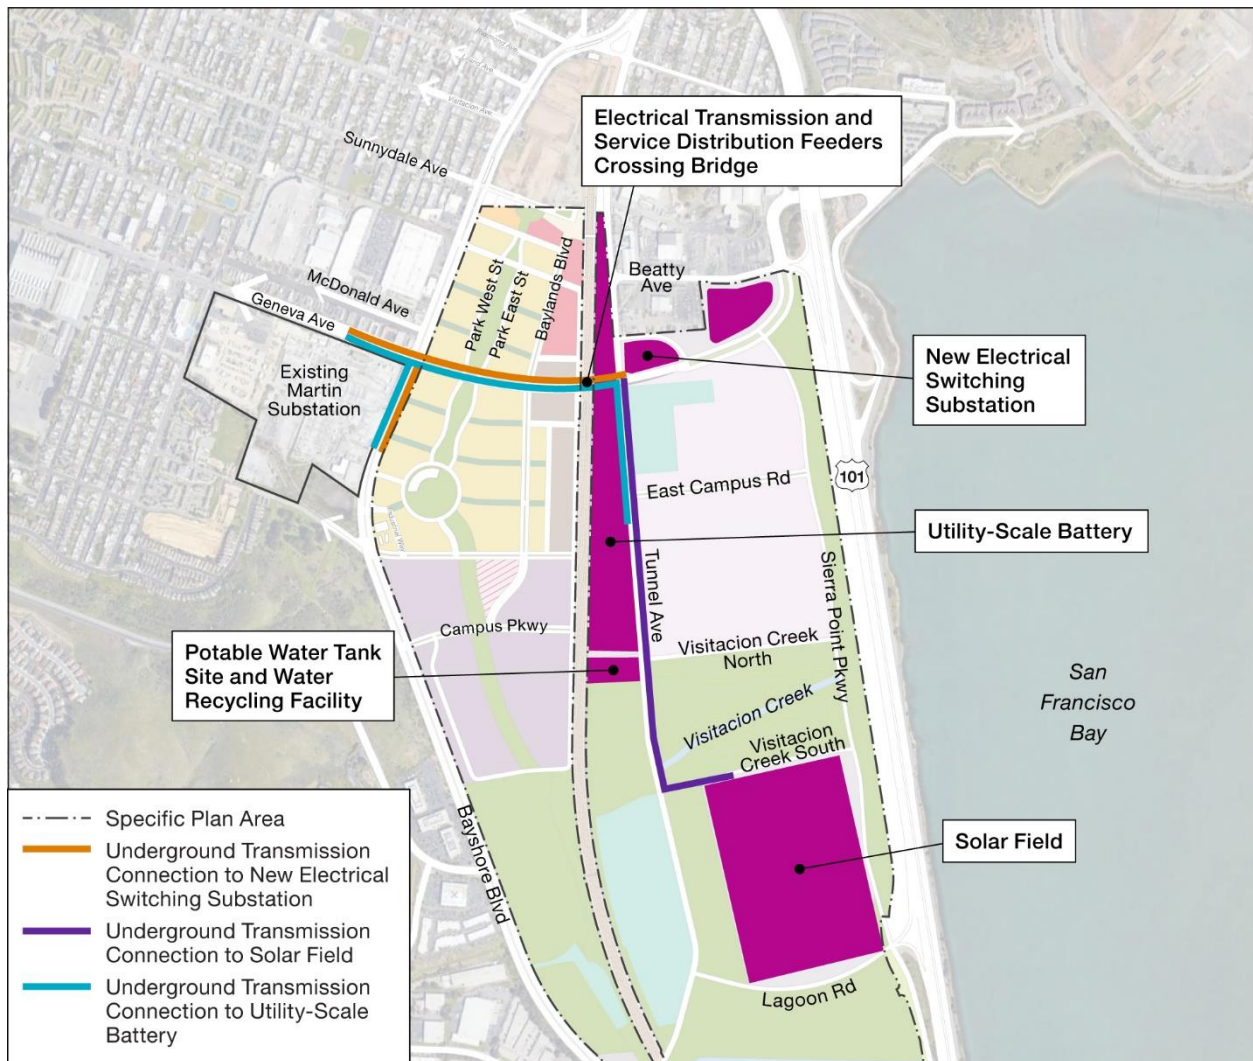 Visitacion Ave
Sunnydale Ave
Electrical Transmission and
Service Distribution Feeders
Crossing Bridge
McDonald Ave
Geneva Ave
Park West St
Park East St
Baylands Blvd
Beatty
Ave
Existing
Martin
Substation
New Electrical
Switching
Substation
101
East Campus Rd
Industrial Way
Utility-Scale Battery
Tunnel Ave
Sierra Point Pkwy
Campus Pkwy
Visitacion Creek
North
Potable Water Tank
Site and Water
Recycling Facility
Visitacion Creek
Visitacion
Creek South
San
Francisco
Bay
Bayshore Blvd
Solar Field
Lagoon Rd
Specific Plan Area
Underground Transmission
Connection to New Electrical
Switching Substation
Underground Transmission
Connection to Solar Field
Underground Transmission
Connection to Utility-Scale
Battery